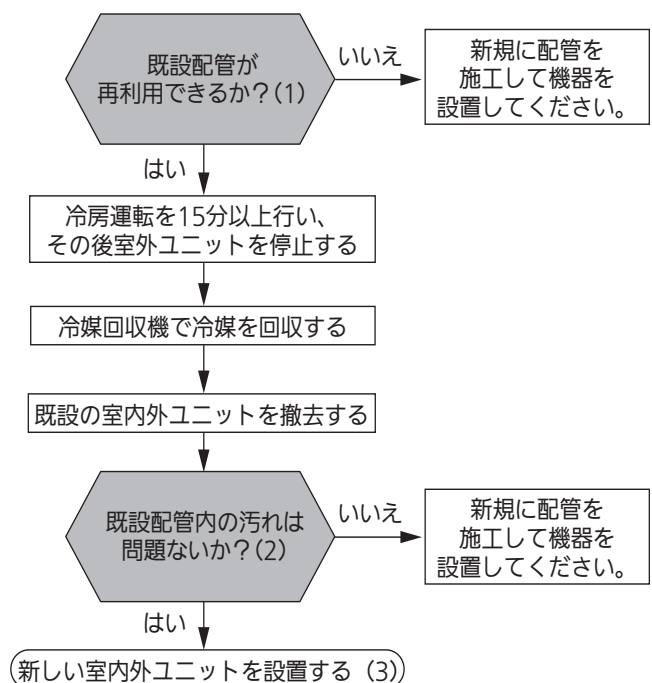 既設配管が
再利用できるか？(1)
いいえ
新規に配管を
施工して機器を
設置してください。
はい
冷房運転を15分以上行い、
その後室外ユニットを停止する
冷媒回収機で冷媒を回収する
既設の室内外ユニットを撤去する
既設配管内の汚れは
問題ないか？(2)
いいえ
新規に配管を
施工して機器を
設置してください。
はい
新しい室内外ユニットを設置する (3)